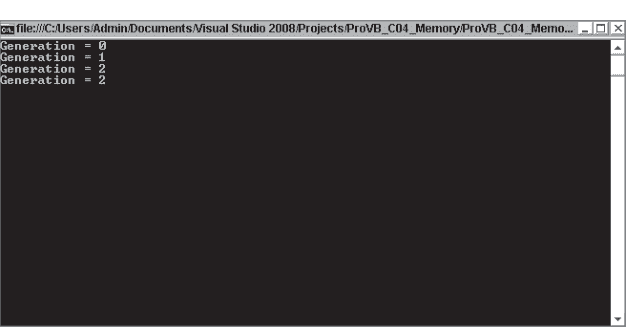 file:///C:/Users/Admin/Documents/Visual Studio 2008/Projects/ProVB_C04_Memory/ProVB_C04_Memo...
Generation = 0
Generation = 1
Generation = 2
Generation = 2